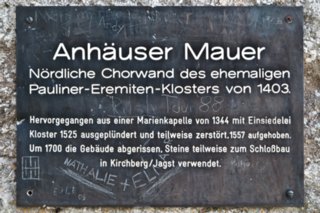 Anhäuser Mauer
Nördliche Chorwand des ehemaligen
Pauliner-Eremiten-Klosters von 1403.
88
Hervorgegangen aus einer Marienkapelle von 1344 mit Einsiedelei
Kloster 1525 ausgeplündert und teilweise zerstört,1557 aufgehoben.
Um 1700 die Gebäude abgerissen, Steine teilweise zum Schloßbau
in Kirchberg/Jagst verwendet.
NATHALIE +